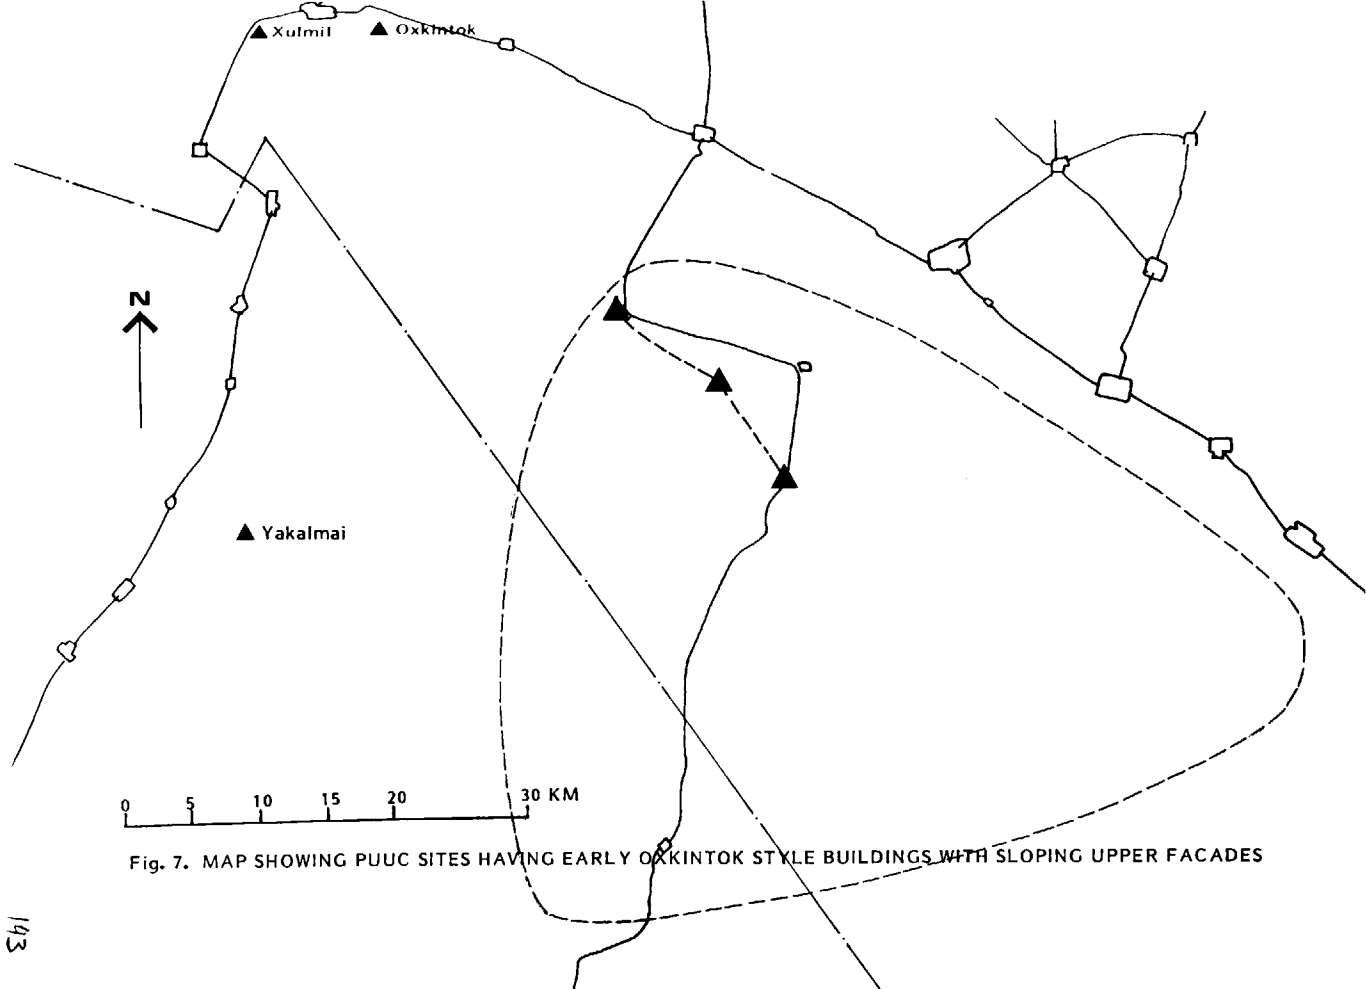 Xulmil
Oxkintok
N
Yakalmai
0 5 10 15 20 30 KM
Fig. 7. MAP SHOWING PUUC SITES HAVING EARLY OXKINTOK STYLE BUILDINGS WITH SLOPING UPPER FACADES
143